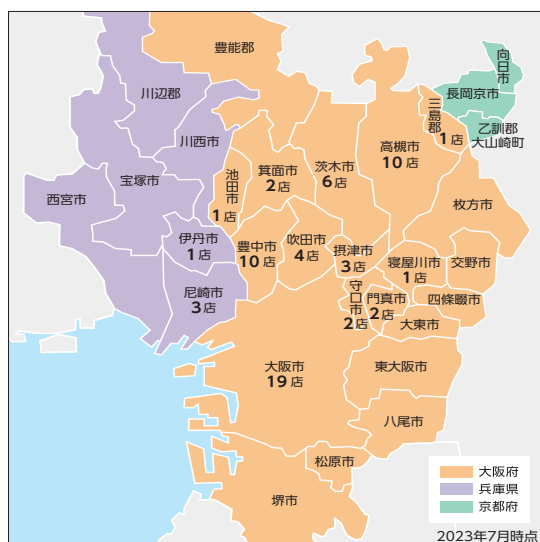 豊能郡
向日市
川辺郡
長岡京市
三島郡
1店
乙訓郡
大山崎町
川西市
高槻市
10店
箕面市
2店
茨木市
6店
池田市
1店
西宮市
宝塚市
枚方市
伊丹市
1店
豊中市
10店
吹田市
4店
摂津市
3店
寝屋川市
1店
交野市
尼崎市
3店
守口市
2店
門真市
2店
四條畷市
大東市
大阪市
19店
東大阪市
八尾市
松原市
堺市
大阪府
兵庫県
京都府
2023年7月時点